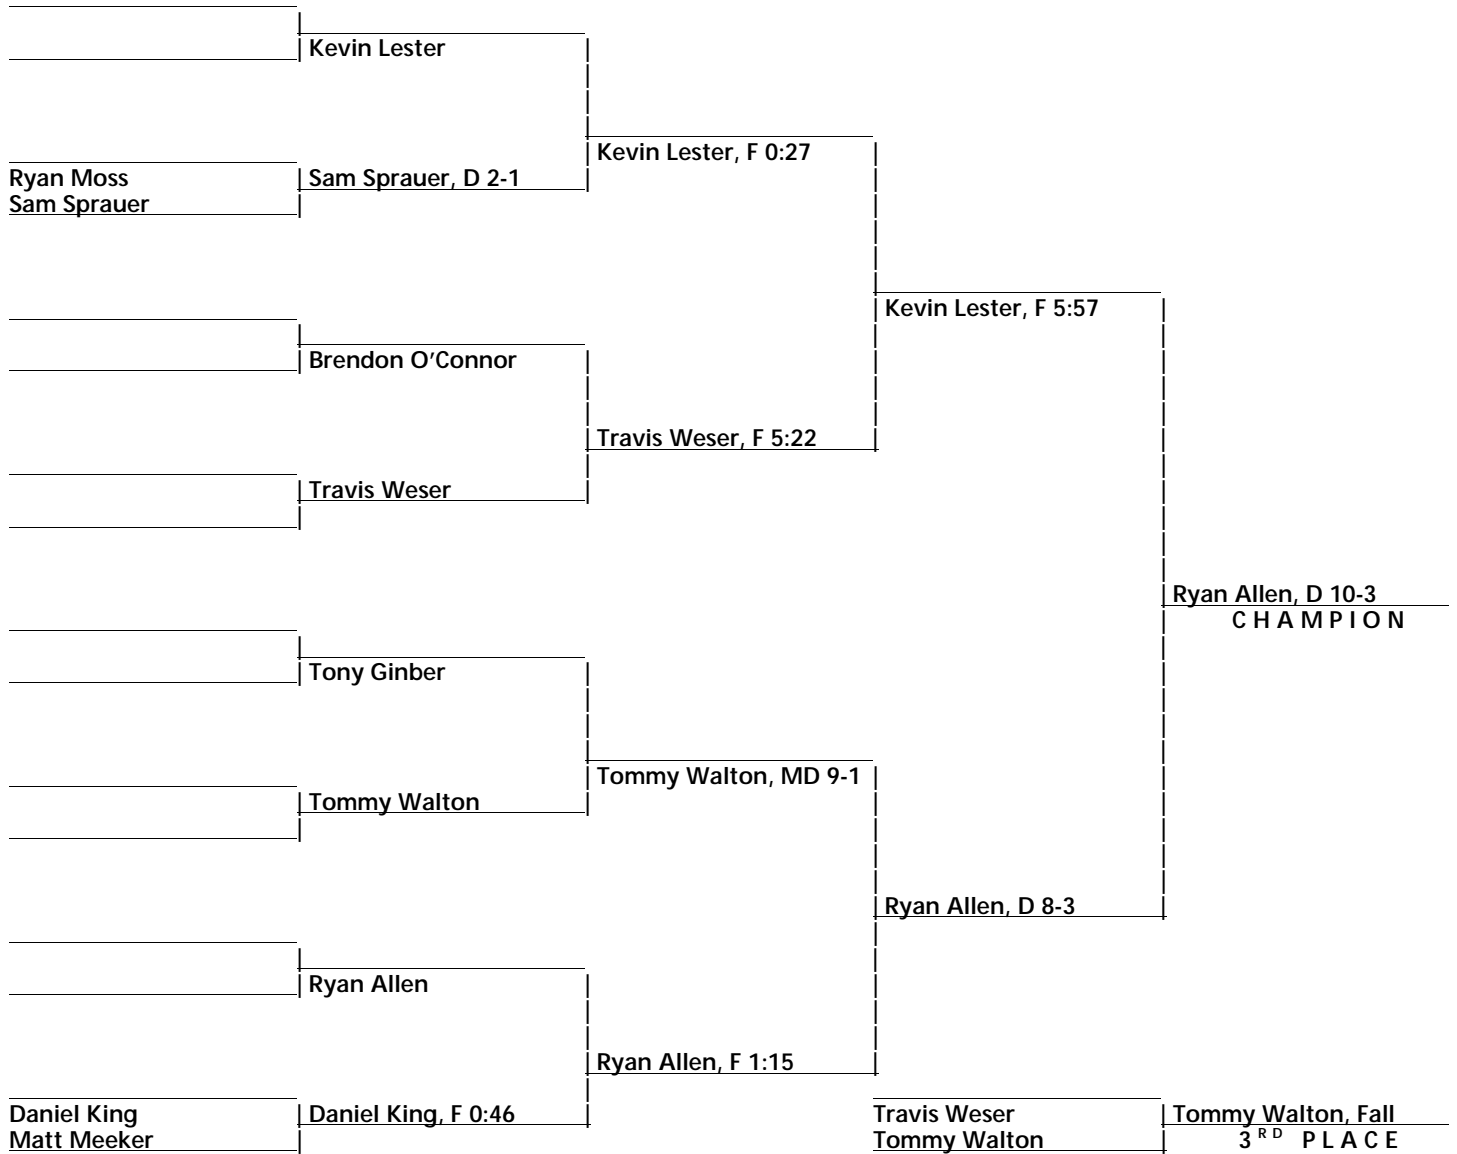 Kevin Lester
Kevin Lester, F 0:27
Ryan Moss
Sam Sprauer, D 2-1
Sam Sprauer
Kevin Lester, F 5:57
Brendon O'Connor
Travis Weser, F 5:22
Travis Weser
Ryan Allen, D 10-3
CHAMPION
Tony Ginber
Tommy Walton, MD 9-1
Tommy Walton
Ryan Allen, D 8-3
Ryan Allen
Ryan Allen, F 1:15
Daniel King
Daniel King, F 0:46
Matt Meeker
Travis Weser
Tommy Walton, Fall
Tommy Walton
3RD PLACE